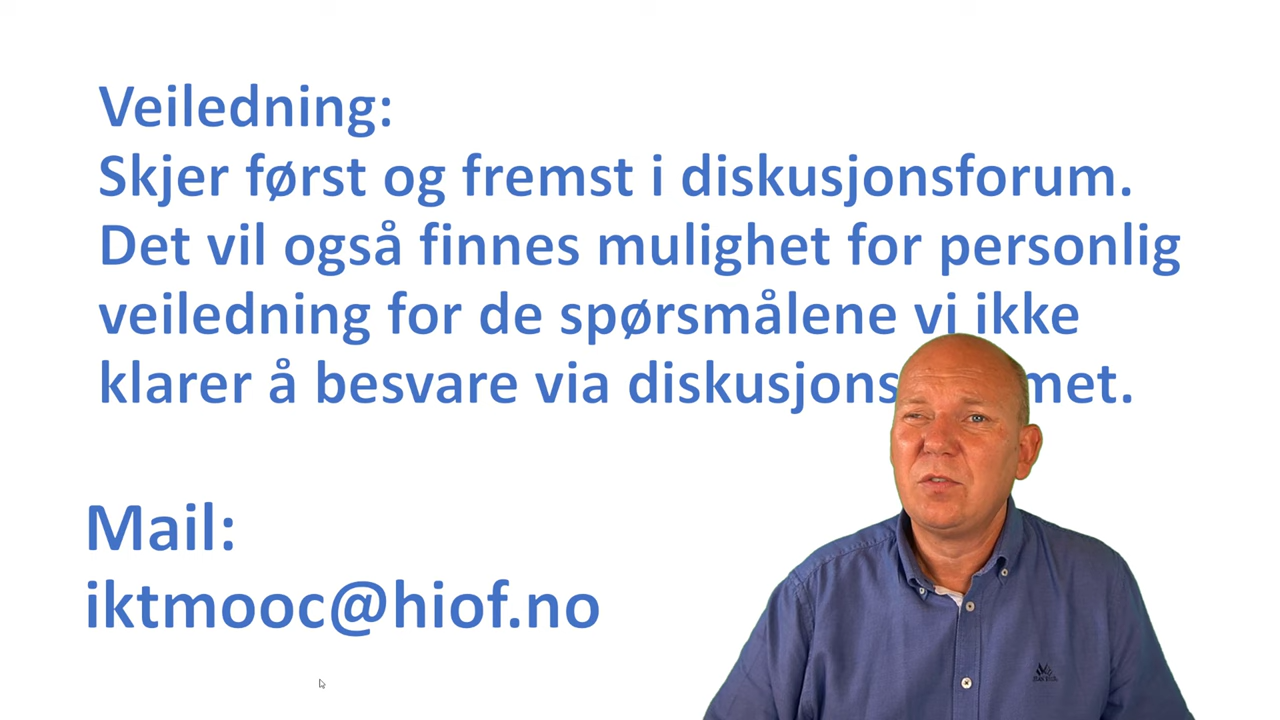 Veiledning:
Skjer først og fremst i diskusjonsforum.
Det vil også finnes mulighet for personlig
veiledning for de spørsmålene vi ikke
klarer å besvare via
Mail:
iktmooc@hiof.no